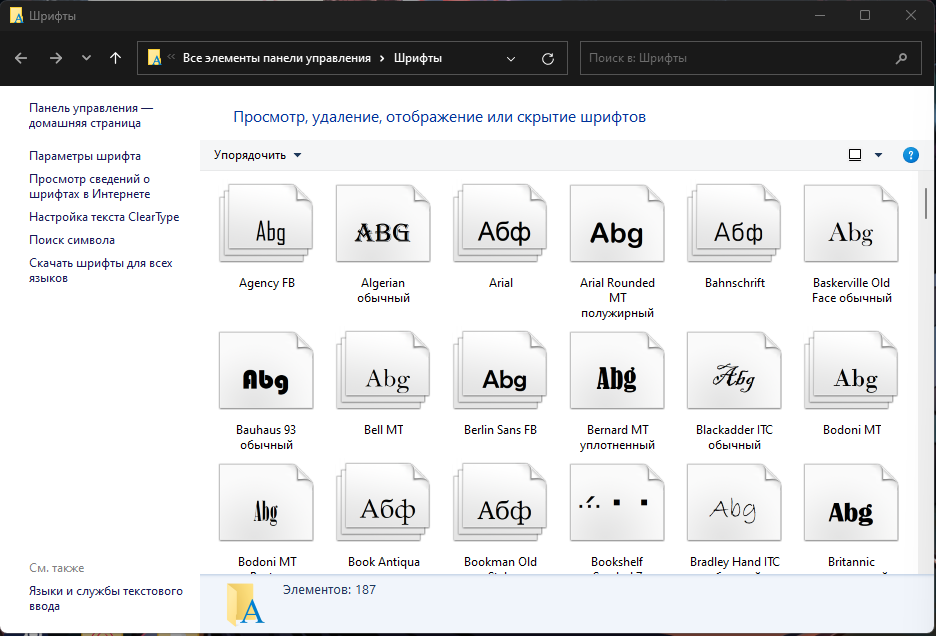 Шрифты
Все элементы панели управления
Шрифты
Поиск в: Шрифты
Панель управления —
домашняя страница
Параметры шрифта
Просмотр сведений о
шрифтах в Интернете
Настройка текста ClearType
Поиск символа
Скачать шрифты для всех
языков
Просмотр, удаление, отображение или скрытие шрифтов
Упорядочить
?
Abg
ABG
Абф
Abg
Абф
Abg
Agency FB
Algerian
обычный
Arial
Arial Rounded
MT
полужирный
Bahnschrift
Baskerville Old
Face обычный
Abg
Abg
Abg
Abg
Abg
Abg
Bauhaus 93
обычный
Bell MT
Berlin Sans FB
Bernard MT
уплотненный
Blackadder ITC
обычный
Bodoni MT
Abg
Абф
Абф
Abg
Abg
Bodoni MT
Book Antiqua
Bookman Old
Bookshelf
Bradley Hand ITC
Britannic
См. также
Языки и службы текстового
ввода
A
Элементов: 187